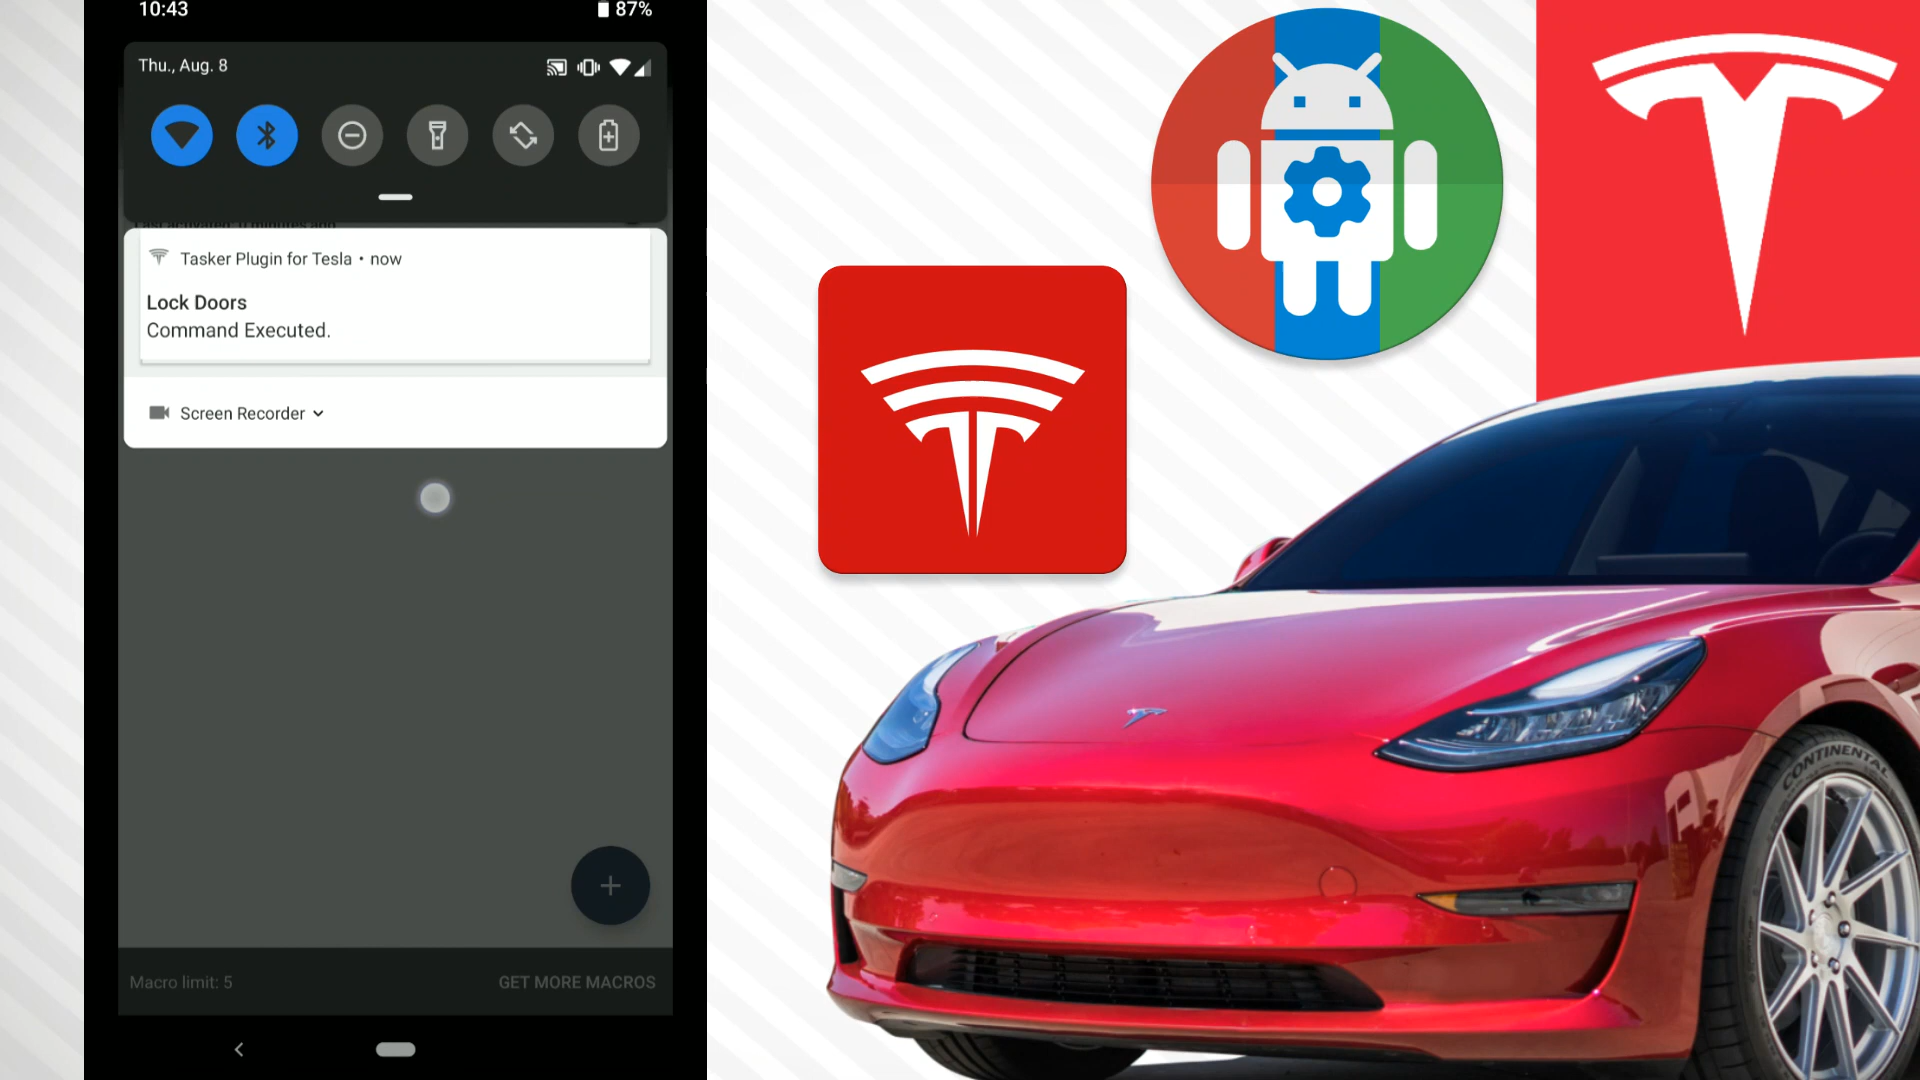 10:43
87%
Thu., Aug. 8
Tasker Plugin for Tesla • now
Lock Doors
Command Executed.
Screen Recorder
Macro limit: 5
GET MORE MACROS
CONTINENTAL